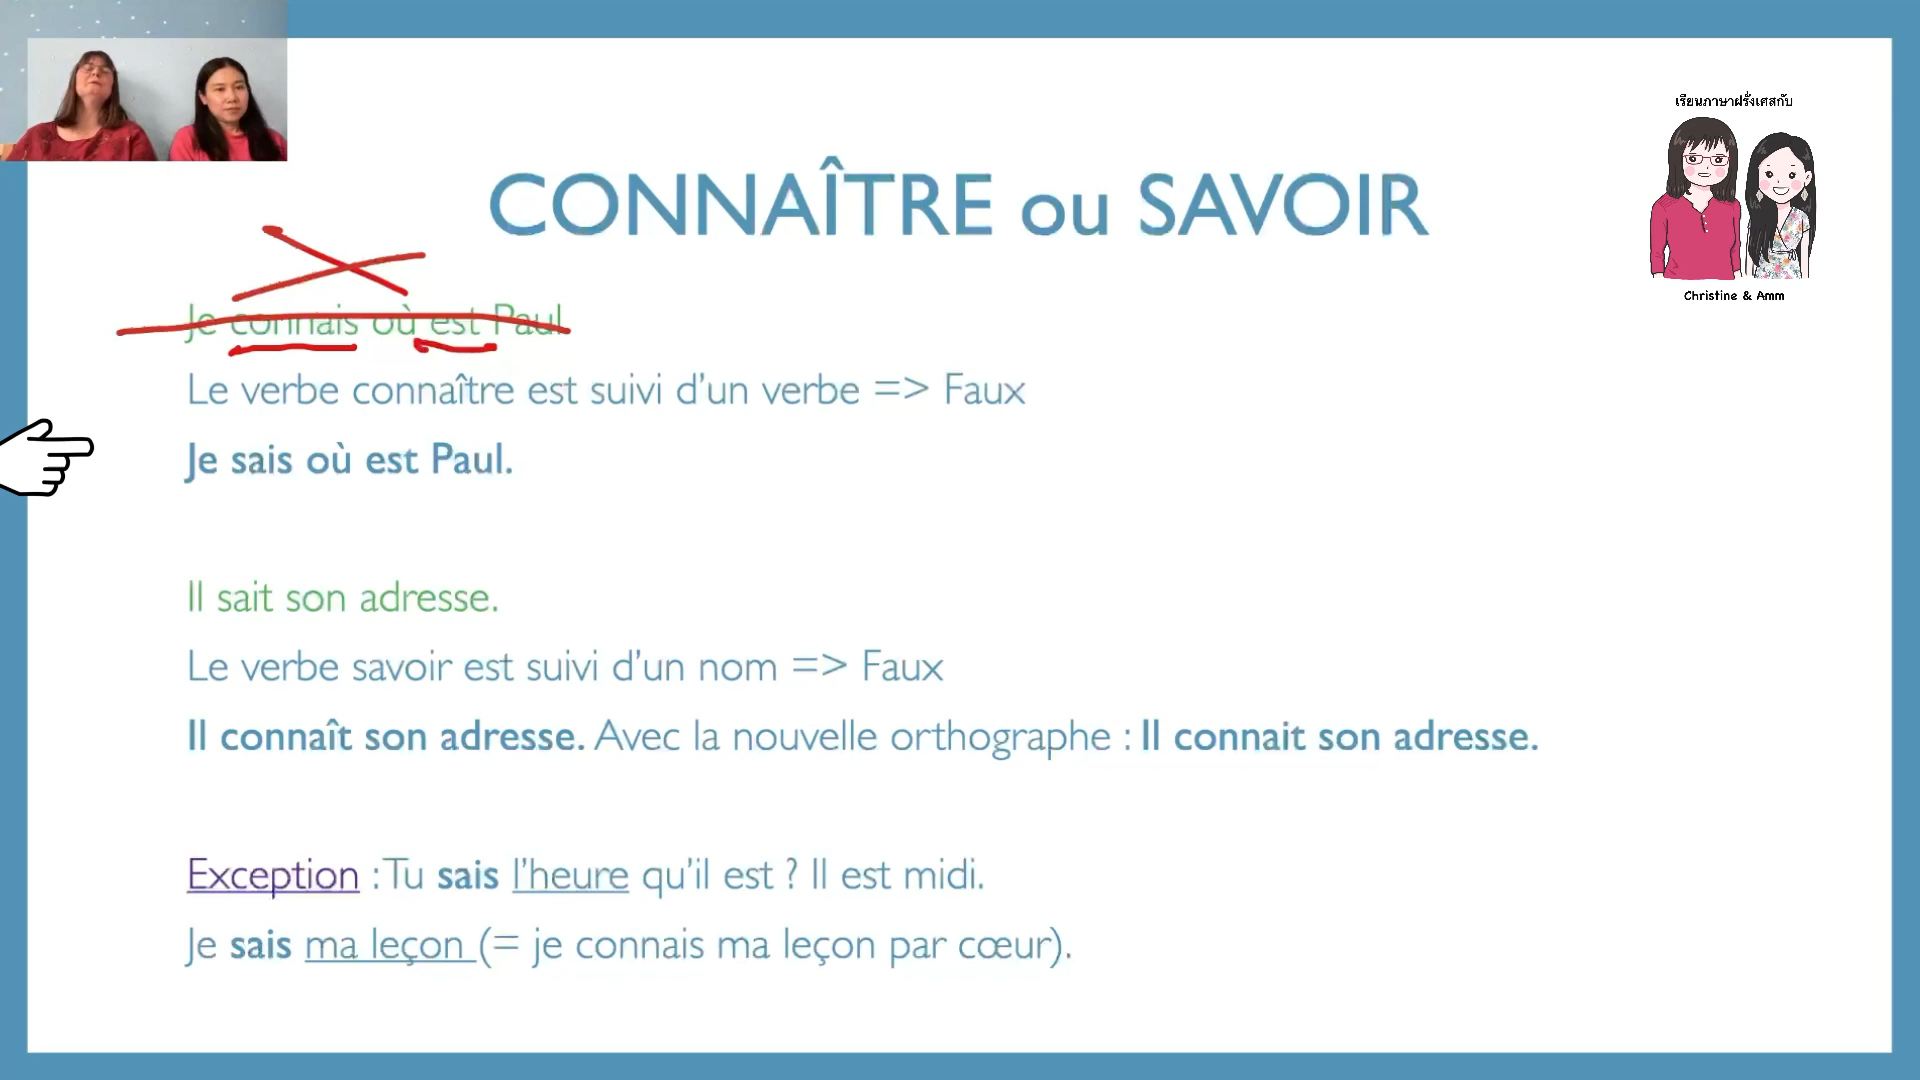 เรียนภาษาฝรั่งเศสกับ
Christine & Amm
CONNAÎTRE ou SAVOIR
Je connais où est Paul
Le verbe connaître est suivi d'un verbe => Faux
Je sais où est Paul.
Il sait son adresse.
Le verbe savoir est suivi d'un nom => Faux
Il connaît son adresse. Avec la nouvelle orthographe : Il connait son adresse.
Exception : Tu sais l'heure qu'il est ? Il est midi.
Je sais ma leçon (= je connais ma leçon par cœur).